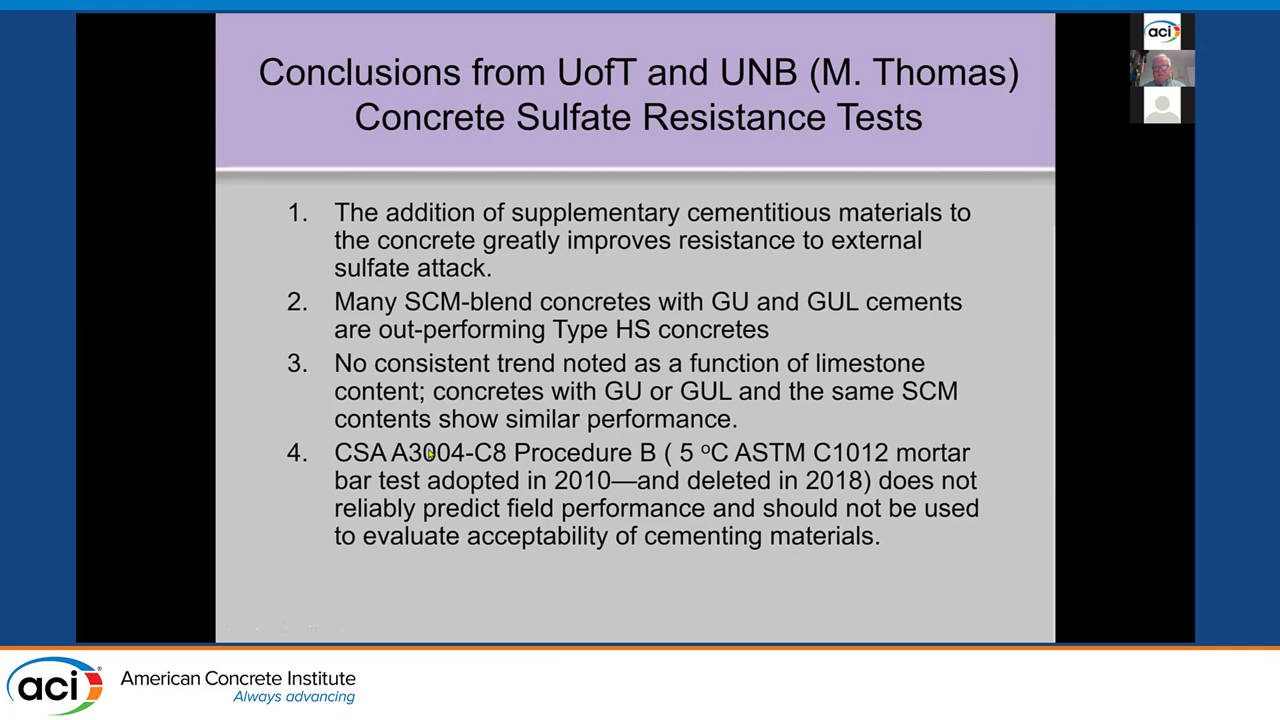 Conclusions from UofT and UNB (M. Thomas)
Concrete Sulfate Resistance Tests
aci
1. The addition of supplementary cementitious materials to
the concrete greatly improves resistance to external
sulfate attack.
2. Many SCM-blend concretes with GU and GUL cements
are out-performing Type HS concretes
3. No consistent trend noted as a function of limestone
content; concretes with GU or GUL and the same SCM
contents show similar performance.
4. CSA A3004-C8 Procedure B ( 5 ºC ASTM C1012 mortar
bar test adopted in 2010—and deleted in 2018) does not
reliably predict field performance and should not be used
to evaluate acceptability of cementing materials.
aci®
American Concrete Institute
Always advancing